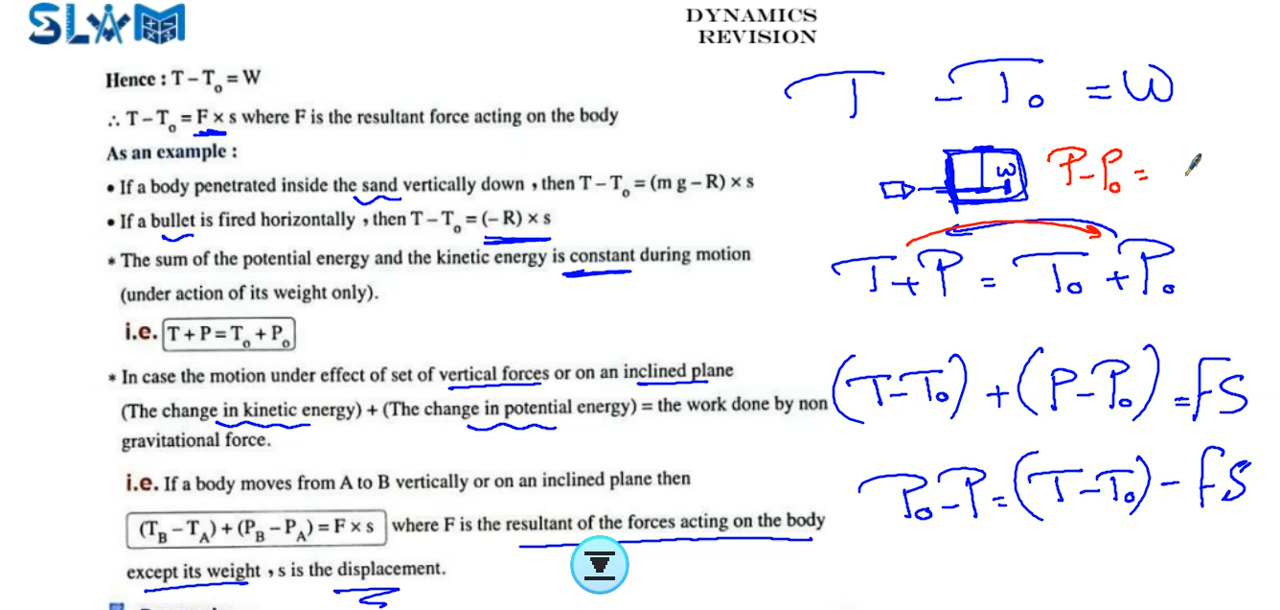 SLAM
DYNAMICS
REVISION
Hence : T – T₀ = W
∴ T – T₀ = F × s where F is the resultant force acting on the body
As an example :
• If a body penetrated inside the sand vertically down , then T – T₀ = (m g – R) × s
• If a bullet is fired horizontally , then T – T₀ = (– R) × s
* The sum of the potential energy and the kinetic energy is constant during motion
(under action of its weight only).
i.e. T + P = T₀ + P₀
* In case the motion under effect of set of vertical forces or on an inclined plane
(The change in kinetic energy) + (The change in potential energy) = the work done by non
gravitational force.
i.e. If a body moves from A to B vertically or on an inclined plane then
(T_B – T_A) + (P_B – P_A) = F × s where F is the resultant of the forces acting on the body
except its weight , s is the displacement.
T - T₀ = W
W
P - P₀ =
T + P = T₀ + P₀
(T - T₀) + (P - P₀) = FS
P₀ - P = (T - T₀) - FS